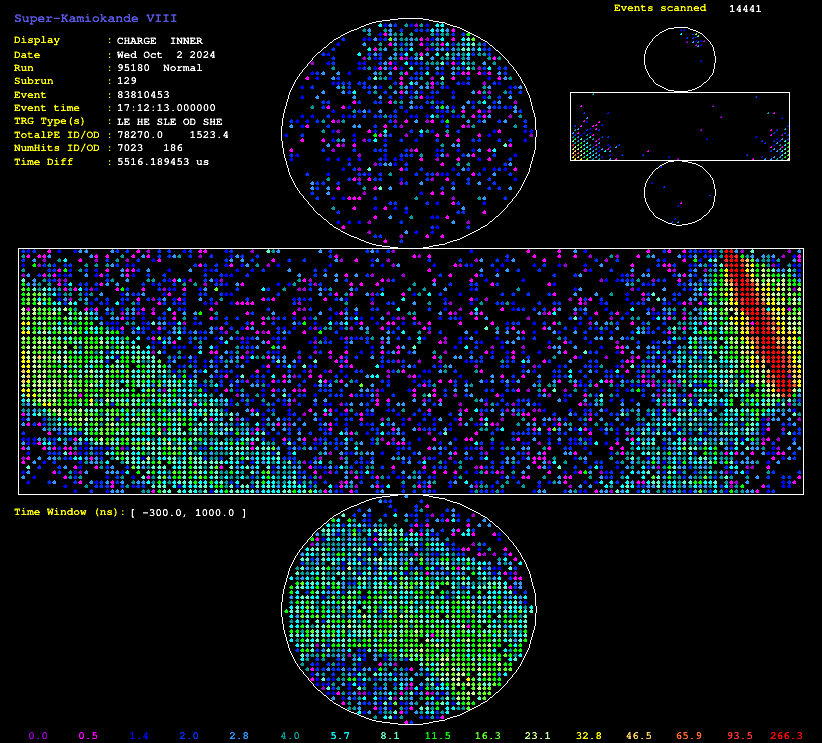 Super-Kamiokande VIII
Events scanned 14441
Display : CHARGE INNER
Date : Wed Oct 2 2024
Run : 95180 Normal
Subrun : 129
Event : 83810453
Event time : 17:12:13.000000
TRG Type(s) : LE HE SLE OD SHE
TotalPE ID/OD : 78270.0 1523.4
NumHits ID/OD : 7023 186
Time Diff : 5516.189453 us
Time Window (ns): [ -300.0, 1000.0 ]
0.0 0.5 1.4 2.0 2.8 4.0 5.7 8.1 11.5 16.3 23.1 32.8 46.5 65.9 93.5 266.3